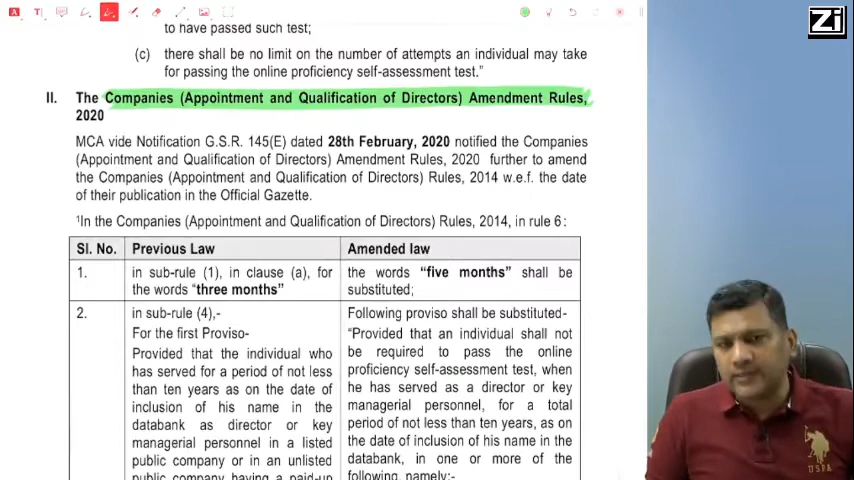 to have passed such test;
(c) there shall be no limit on the number of attempts an individual may take
for passing the online proficiency self-assessment test.”
II. The Companies (Appointment and Qualification of Directors) Amendment Rules,
2020
MCA vide Notification G.S.R. 145(E) dated 28th February, 2020 notified the Companies
(Appointment and Qualification of Directors) Amendment Rules, 2020 further to amend
the Companies (Appointment and Qualification of Directors) Rules, 2014 w.e.f. the date
of their publication in the Official Gazette.
¹In the Companies (Appointment and Qualification of Directors) Rules, 2014, in rule 6:
Sl. No. Previous Law Amended law
1. in sub-rule (1), in clause (a), for
the words “three months”
the words “five months” shall be
substituted;
2. in sub-rule (4),-
For the first Proviso-
Provided that the individual who
has served for a period of not less
than ten years as on the date of
inclusion of his name in the
databank as director or key
managerial personnel in a listed
public company or in an unlisted
public company having a paid-up
Following proviso shall be substituted-
“Provided that an individual shall not
be required to pass the online
proficiency self-assessment test, when
he has served as a director or key
managerial personnel, for a total
period of not less than ten years, as on
the date of inclusion of his name in the
databank, in one or more of the
following, namely:-
Zi
U.S.P.A
A
T